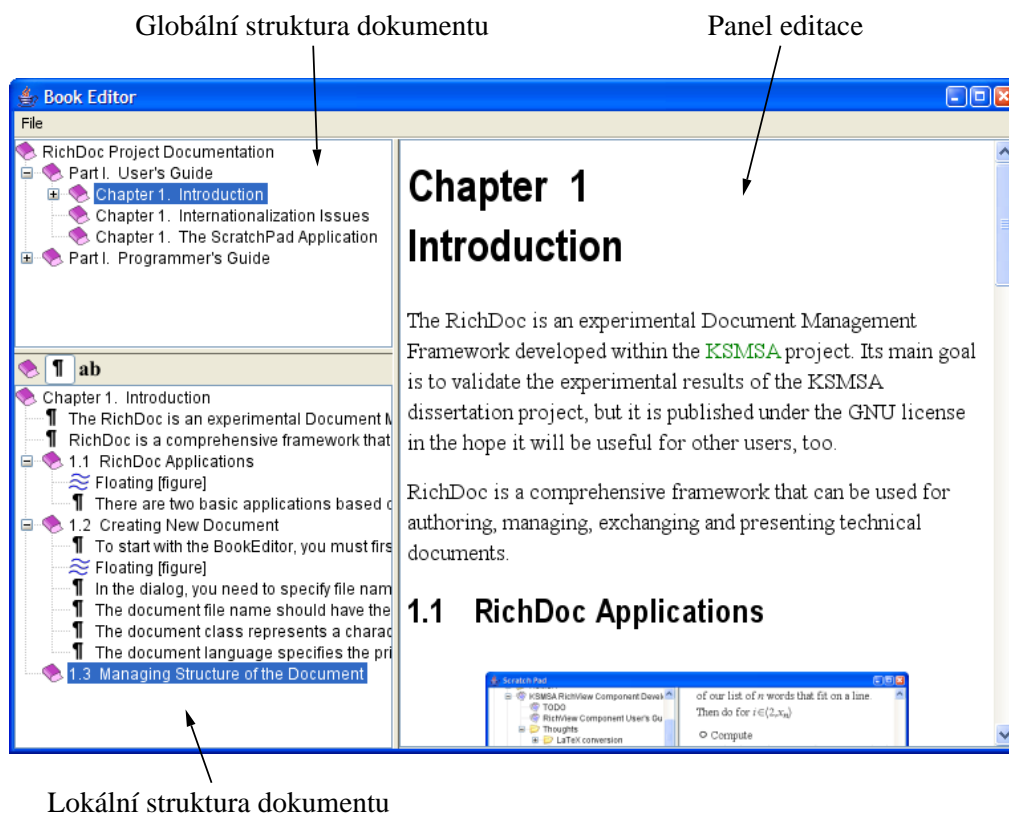 Globální struktura dokumentu
Panel editace
Book Editor
File
RichDoc Project Documentation
Part I. User's Guide
Chapter 1. Introduction
Chapter 1. Internationalization Issues
Chapter 1. The ScratchPad Application
Part I. Programmer's Guide
¶ ab
Chapter 1. Introduction
¶ The RichDoc is an experimental Document
¶ RichDoc is a comprehensive framework that
1.1 RichDoc Applications
Floating [figure]
¶ There are two basic applications based
1.2 Creating New Document
¶ To start with the BookEditor, you must firs
Floating [figure]
¶ In the dialog, you need to specify file nam
¶ The document file name should have the
¶ The document class represents a charac
¶ The document language specifies the pri
1.3 Managing Structure of the Document
Chapter 1
Introduction
The RichDoc is an experimental Document Management
Framework developed within the KSMSA project. Its main goal
is to validate the experimental results of the KSMSA
dissertation project, but it is published under the GNU license
in the hope it will be useful for other users, too.
RichDoc is a comprehensive framework that can be used for
authoring, managing, exchanging and presenting technical
documents.
1.1 RichDoc Applications
Scratch Pad
KSMSA RichView Component Devel
TODO
RichView Component User's Gu
Thoughts
LaTeX conversion
of our list of n words that fit on a line.
Then do for i∈⟨2,xₙ⟩
Compute
Lokální struktura dokumentu